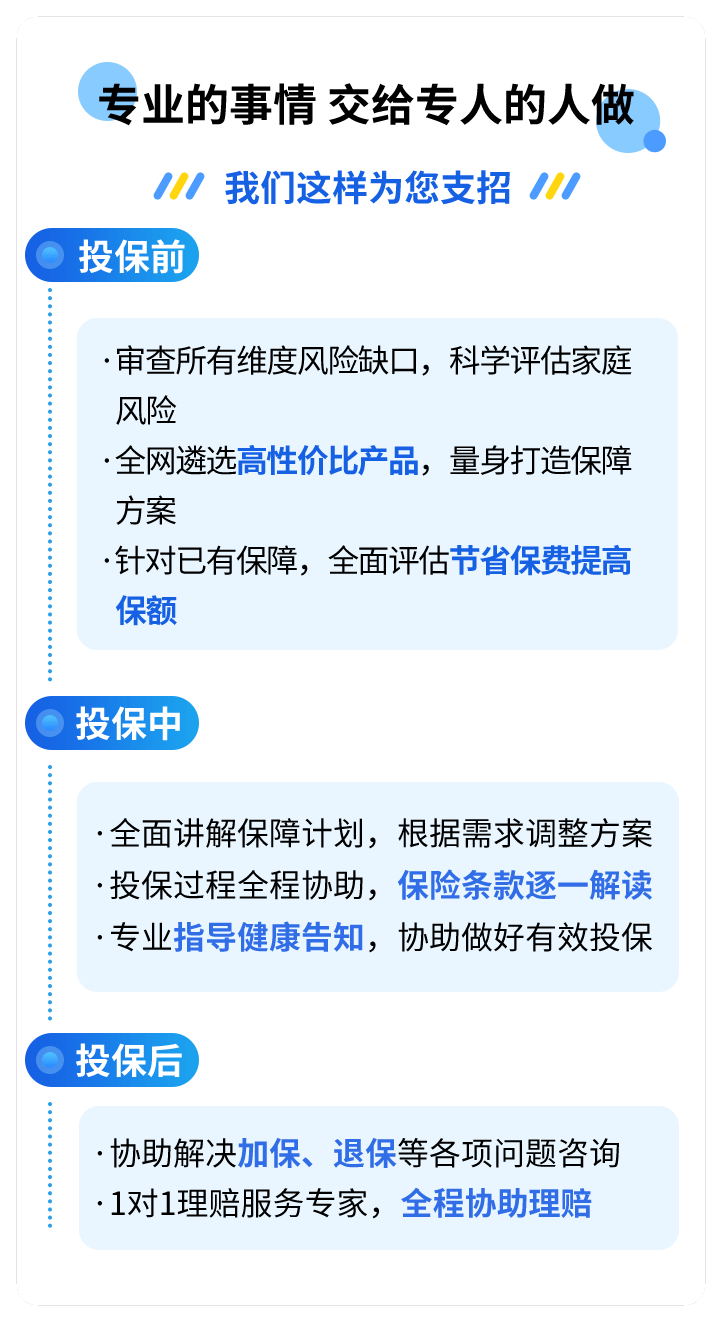 专业的事情 交给专人的人做
我们这样为您支招
投保前
·审查所有维度风险缺口，科学评估家庭
风险
·全网遴选高性价比产品，量身打造保障
方案
·针对已有保障，全面评估节省保费提高
保额
投保中
·全面讲解保障计划，根据需求调整方案
·投保过程全程协助，保险条款逐一解读
·专业指导健康告知，协助做好有效投保
投保后
·协助解决加保、退保等各项问题咨询
·1对1理赔服务专家，全程协助理赔